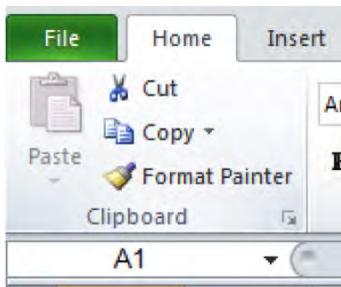 File Home Insert
Cut
Copy
Paste
Format Painter
Clipboard
A1